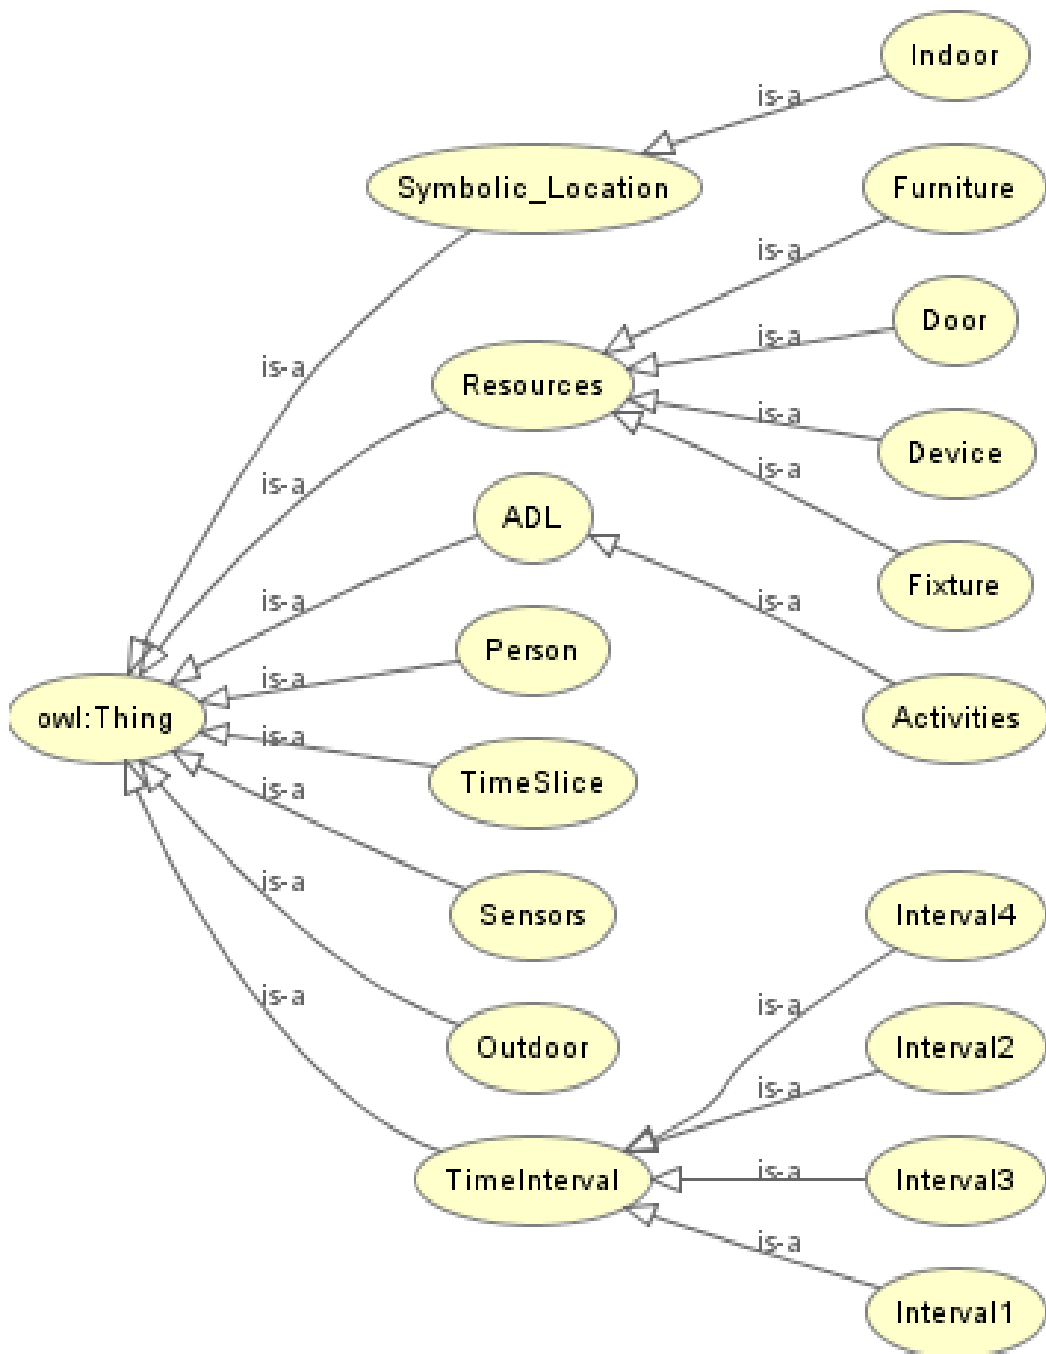 Indoor
is-a
Symbolic_Location
Furniture
is-a
Door
is-a
is-a
Resources
is-a
Device
is-a
is-a
ADL
Fixture
is-a
is-a
Person
is-a
owl:Thing
Activities
is-a
TimeSlice
is-a
is-a
Sensors
Interval4
is-a
is-a
Outdoor
Interval2
is-a
is-a
TimeInterval
is-a
Interval3
is-a
Interval1